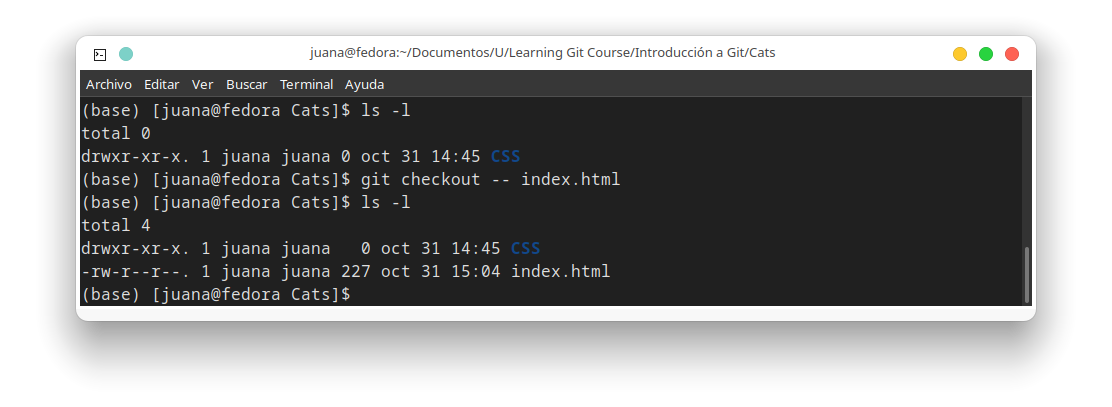 juana@fedora:~/Documentos/U/Learning Git Course/Introducción a Git/Cats
Archivo Editar Ver Buscar Terminal Ayuda
(base) [juana@fedora Cats]$ ls -l
total 0
drwxr-xr-x. 1 juana juana 0 oct 31 14:45 CSS
(base) [juana@fedora Cats]$ git checkout -- index.html
(base) [juana@fedora Cats]$ ls -l
total 4
drwxr-xr-x. 1 juana juana   0 oct 31 14:45 CSS
-rw-r--r--. 1 juana juana 227 oct 31 15:04 index.html
(base) [juana@fedora Cats]$